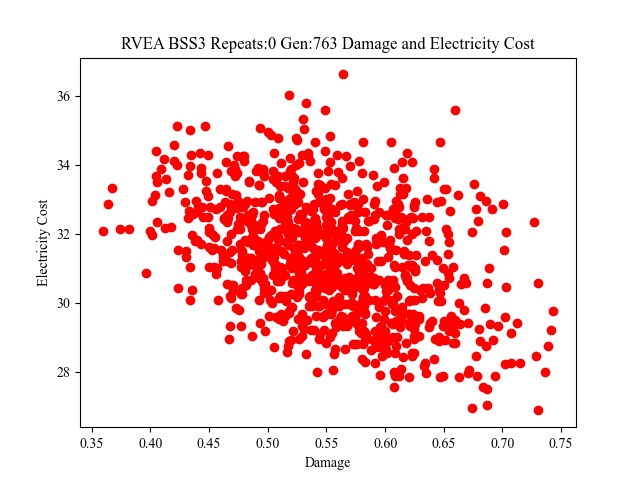 RVEA BSS3 Repeats:0 Gen:763 Damage and Electricity Cost
36
34
32
30
28
Electricity Cost
0.35 0.40 0.45 0.50 0.55 0.60 0.65 0.70 0.75
Damage